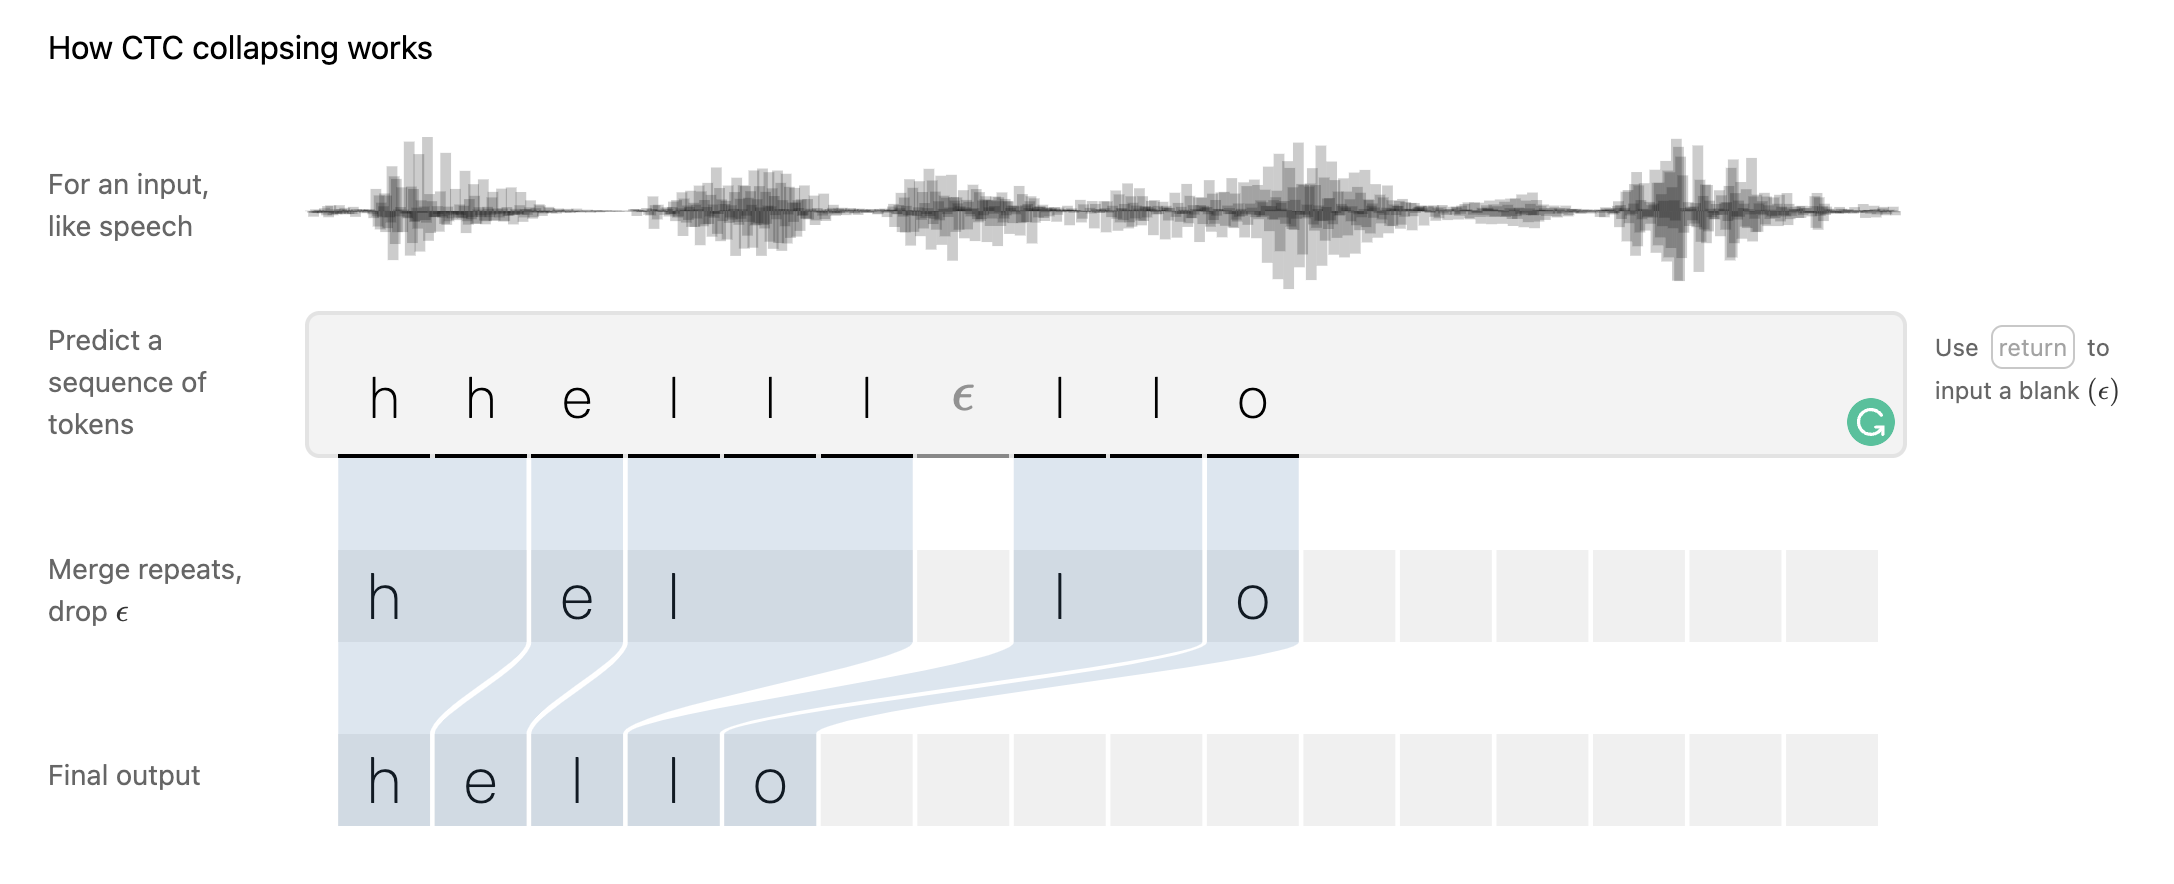 How CTC collapsing works
For an input,
like speech
Predict a
sequence of
tokens
h h e l l l ϵ l l o
Use return to
input a blank (ϵ)
Merge repeats,
drop ϵ
h e l l o
Final output
h e l l o